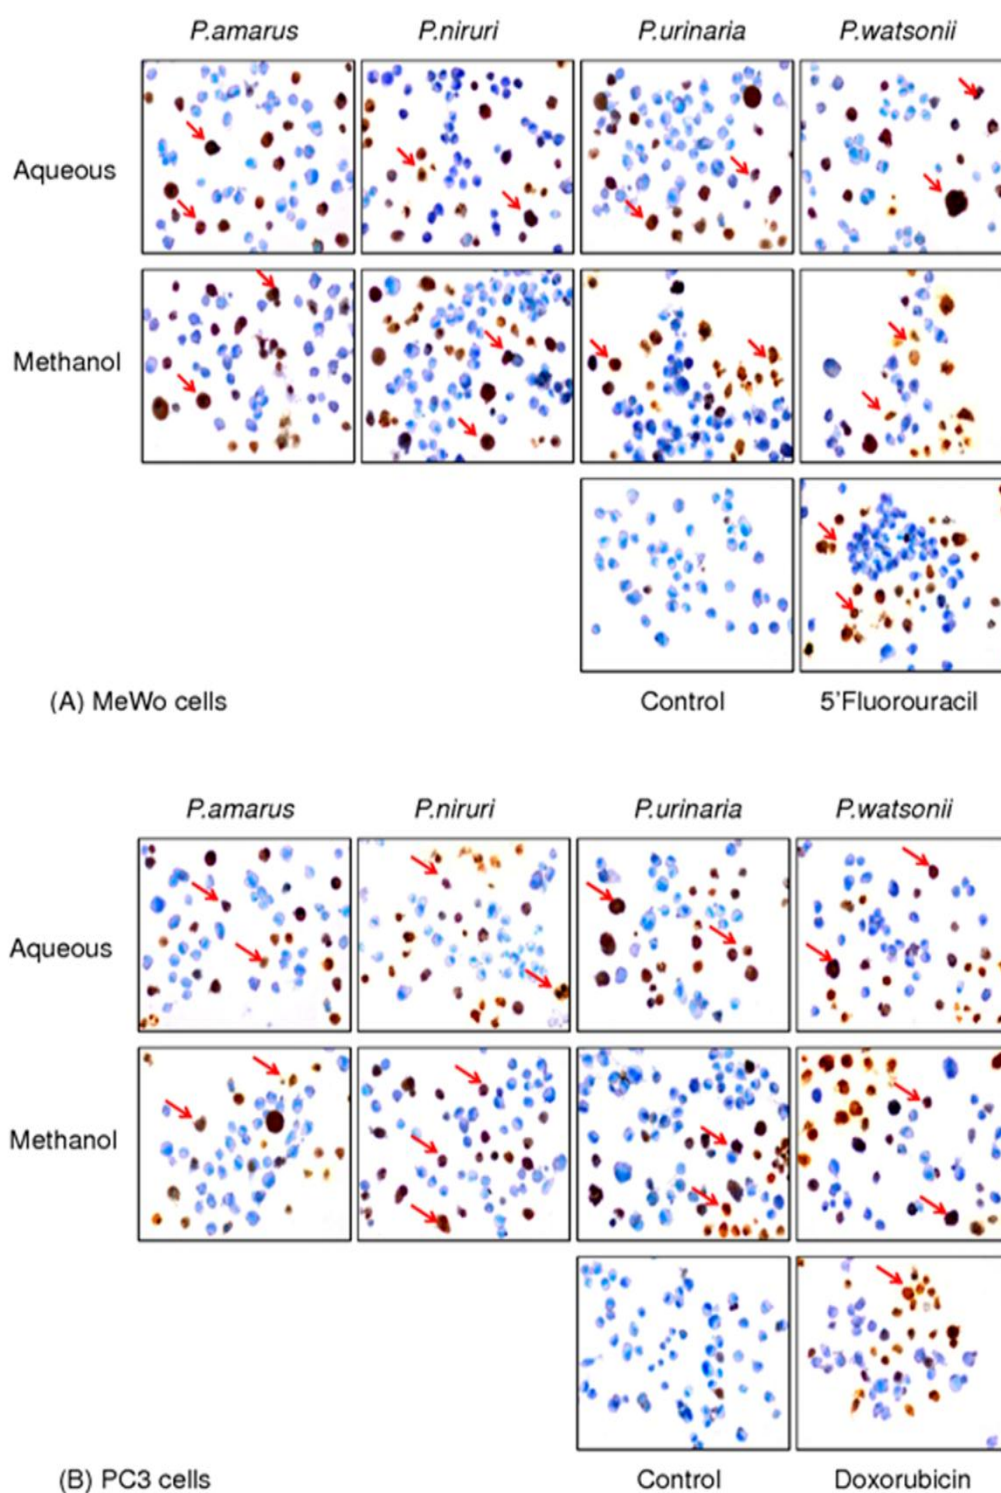 P.amarus P.niruri P.urinaria P.watsonii
Aqueous
Methanol
Control 5'Fluorouracil
(A) MeWo cells
P.amarus P.niruri P.urinaria P.watsonii
Aqueous
Methanol
(B) PC3 cells Control Doxorubicin